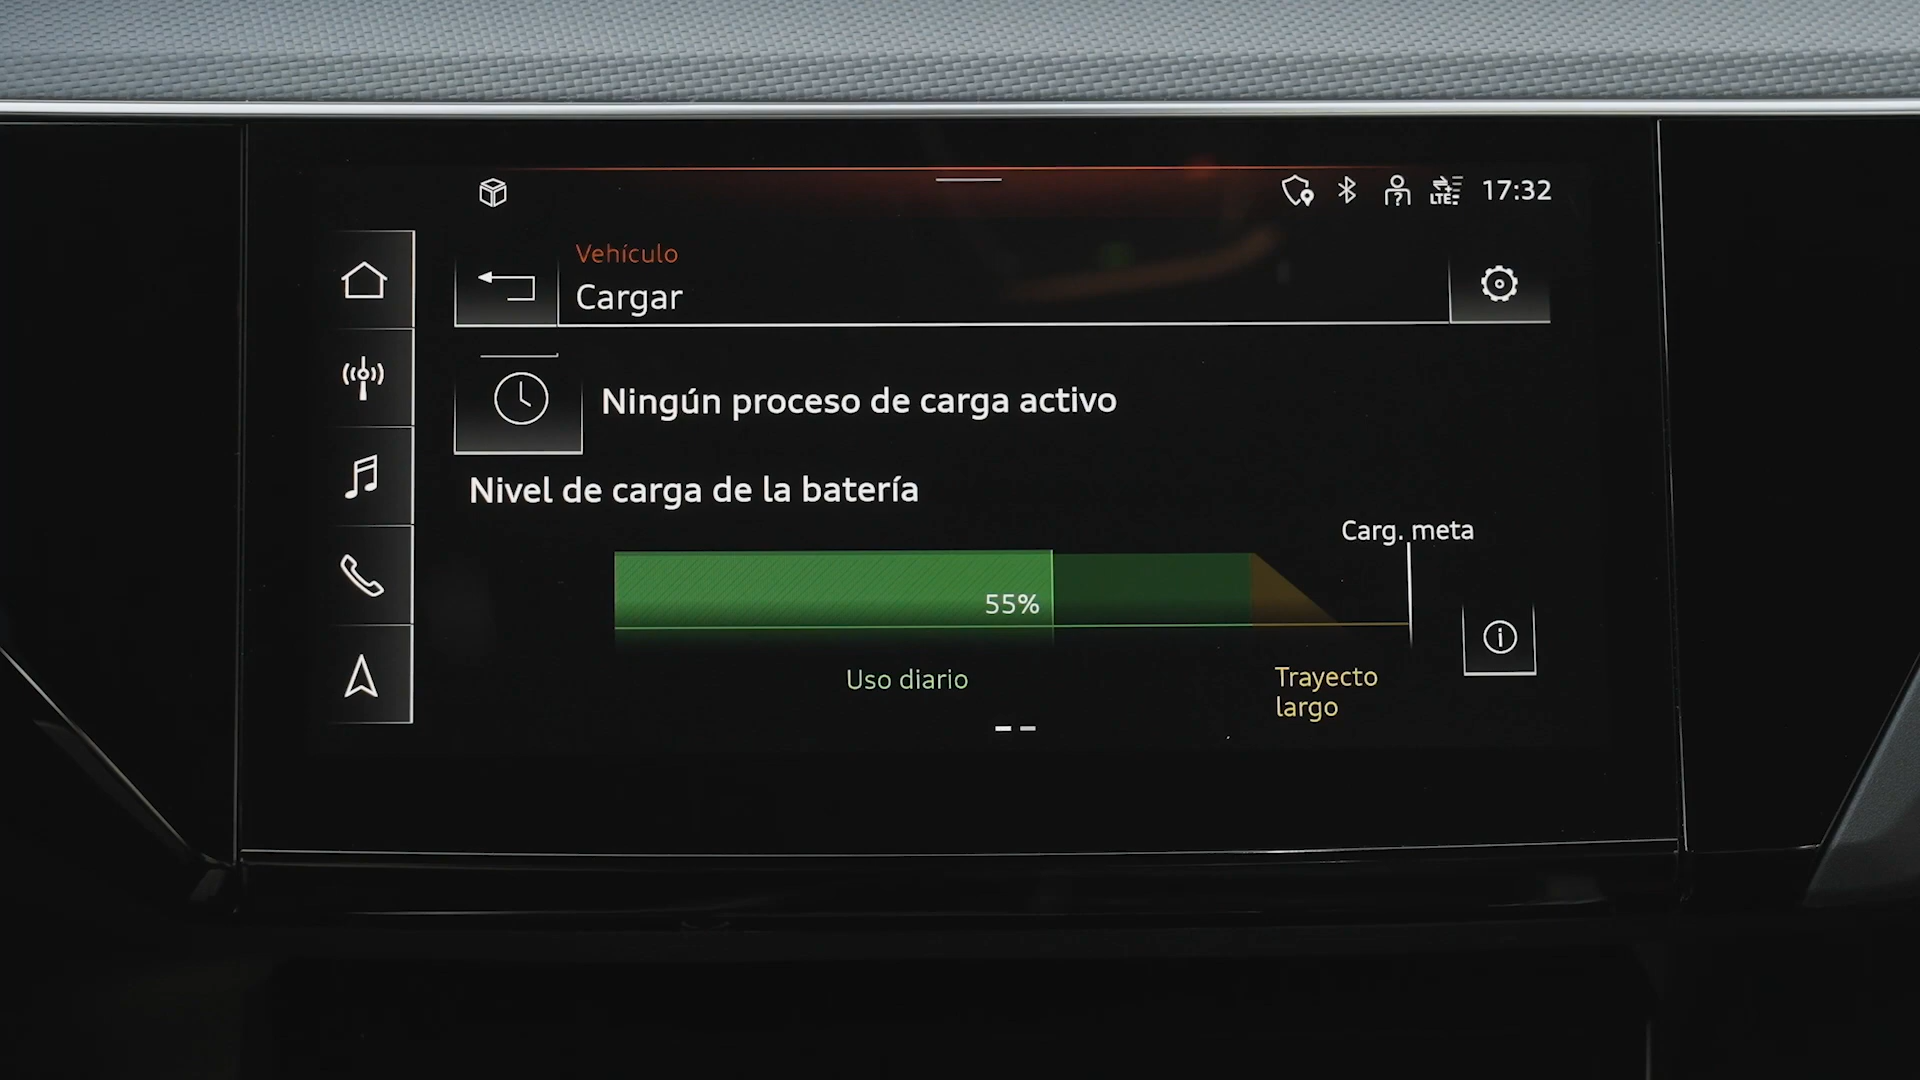 LTE
17:32
Vehículo
Cargar
Ningún proceso de carga activo
Nivel de carga de la batería
Carg. meta
55%
Uso diario
Trayecto
largo